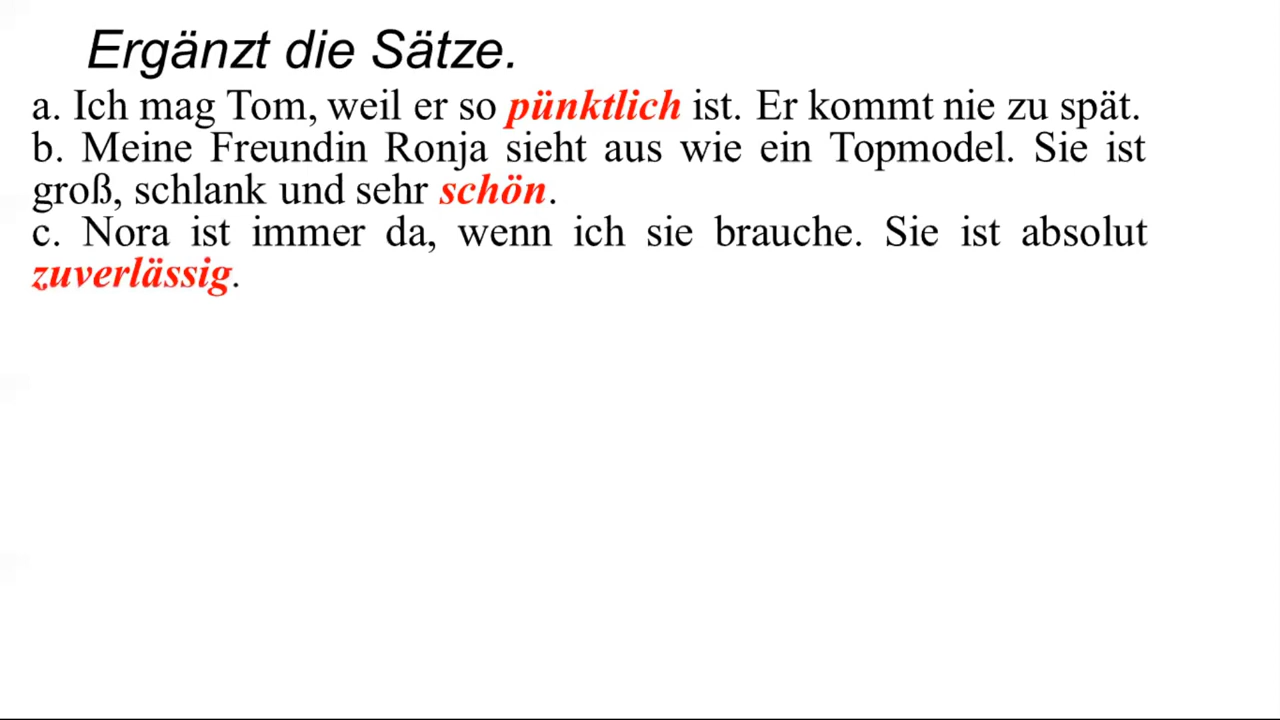 Ergänzt die Sätze.
a. Ich mag Tom, weil er so pünktlich ist. Er kommt nie zu spät.
b. Meine Freundin Ronja sieht aus wie ein Topmodel. Sie ist
groß, schlank und sehr schön.
c. Nora ist immer da, wenn ich sie brauche. Sie ist absolut
zuverlässig.